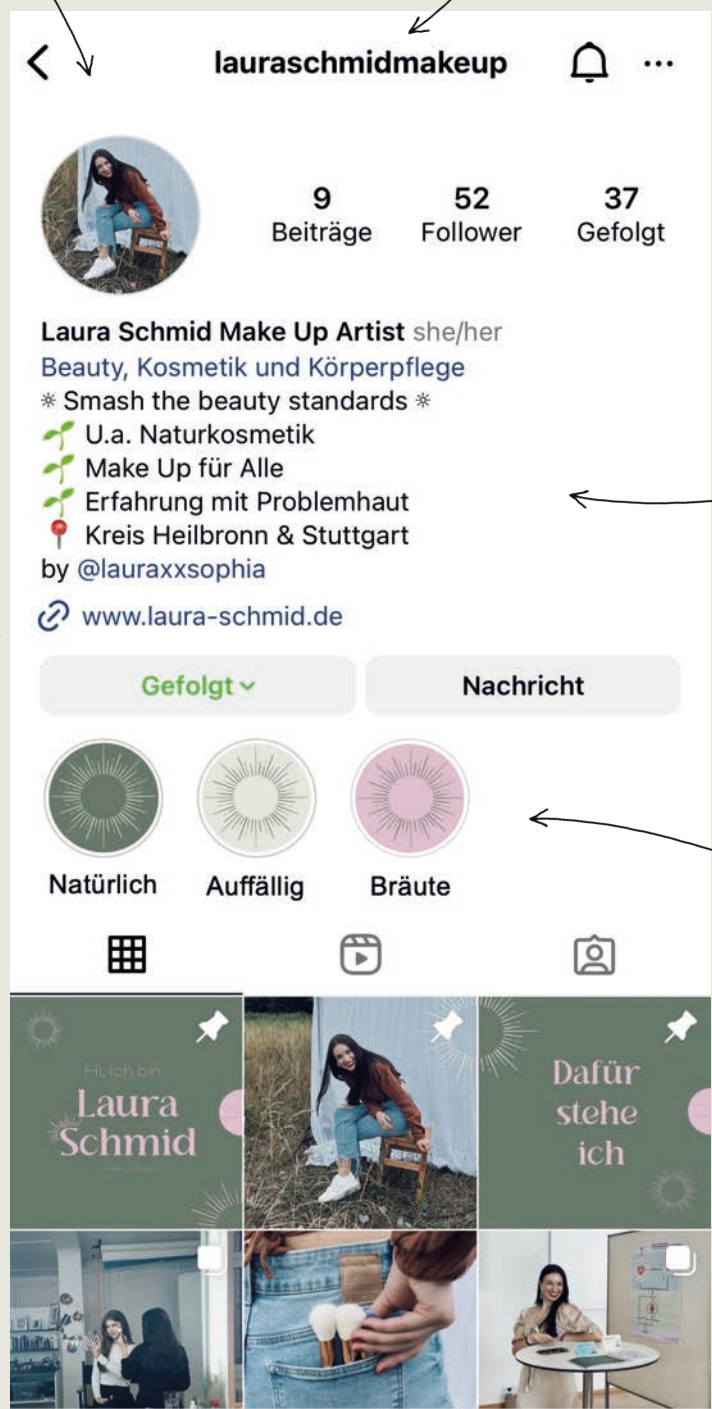 lauraschmidmakeup
9
52
37
Beiträge
Follower
Gefolgt
Laura Schmid Make Up Artist she/her
Beauty, Kosmetik und Körperpflege
☼ Smash the beauty standards ☼
🌱 U.a. Naturkosmetik
🌱 Make Up für Alle
🌱 Erfahrung mit Problemhaut
📍 Kreis Heilbronn & Stuttgart
by @lauraxxsophia
www.laura-schmid.de
Gefolgt
Nachricht
Natürlich
Auffällig
Bräute
Hi, Ich bin
Laura
Schmid
Dafür
stehe
ich